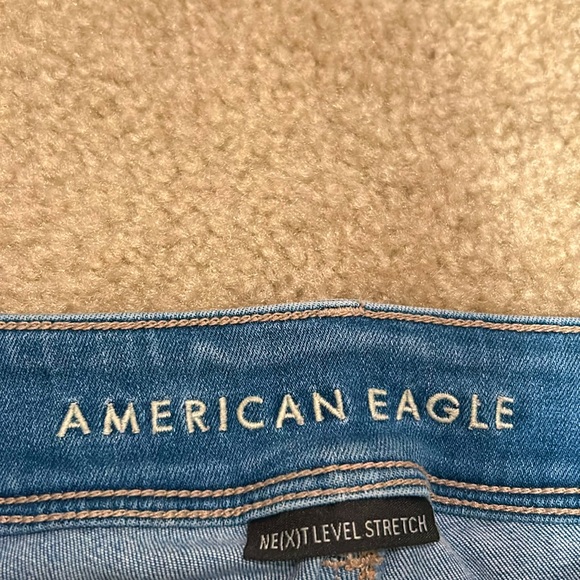 AMERICAN EAGLE
NE(X)T LEVEL STRETCH